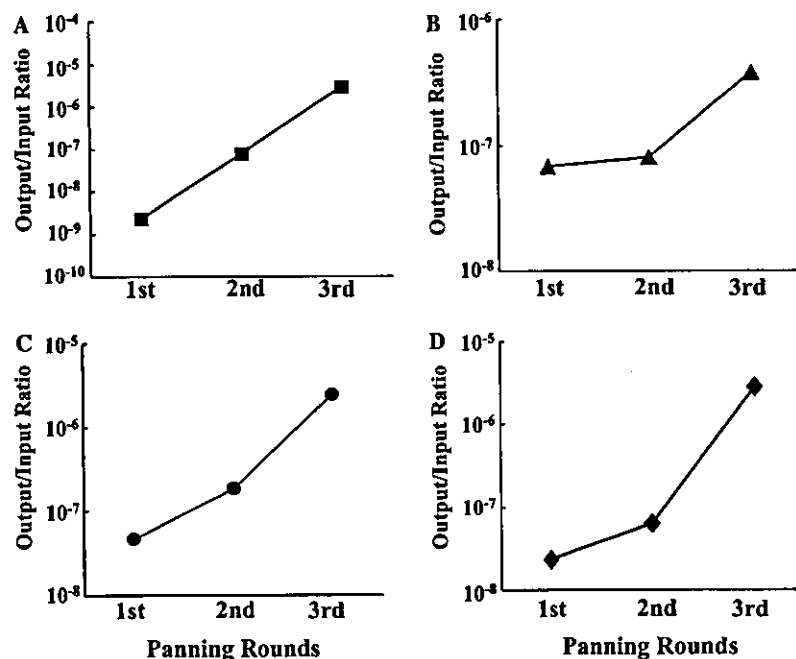 A
Output/Input Ratio
10⁻⁴
10⁻⁵
10⁻⁶
10⁻⁷
10⁻⁸
10⁻⁹
10⁻¹⁰
1st 2nd 3rd
B
Output/Input Ratio
10⁻⁶
10⁻⁷
10⁻⁸
1st 2nd 3rd
C
Output/Input Ratio
10⁻⁵
10⁻⁶
10⁻⁷
10⁻⁸
1st 2nd 3rd
Panning Rounds
D
Output/Input Ratio
10⁻⁵
10⁻⁶
10⁻⁷
10⁻⁸
1st 2nd 3rd
Panning Rounds